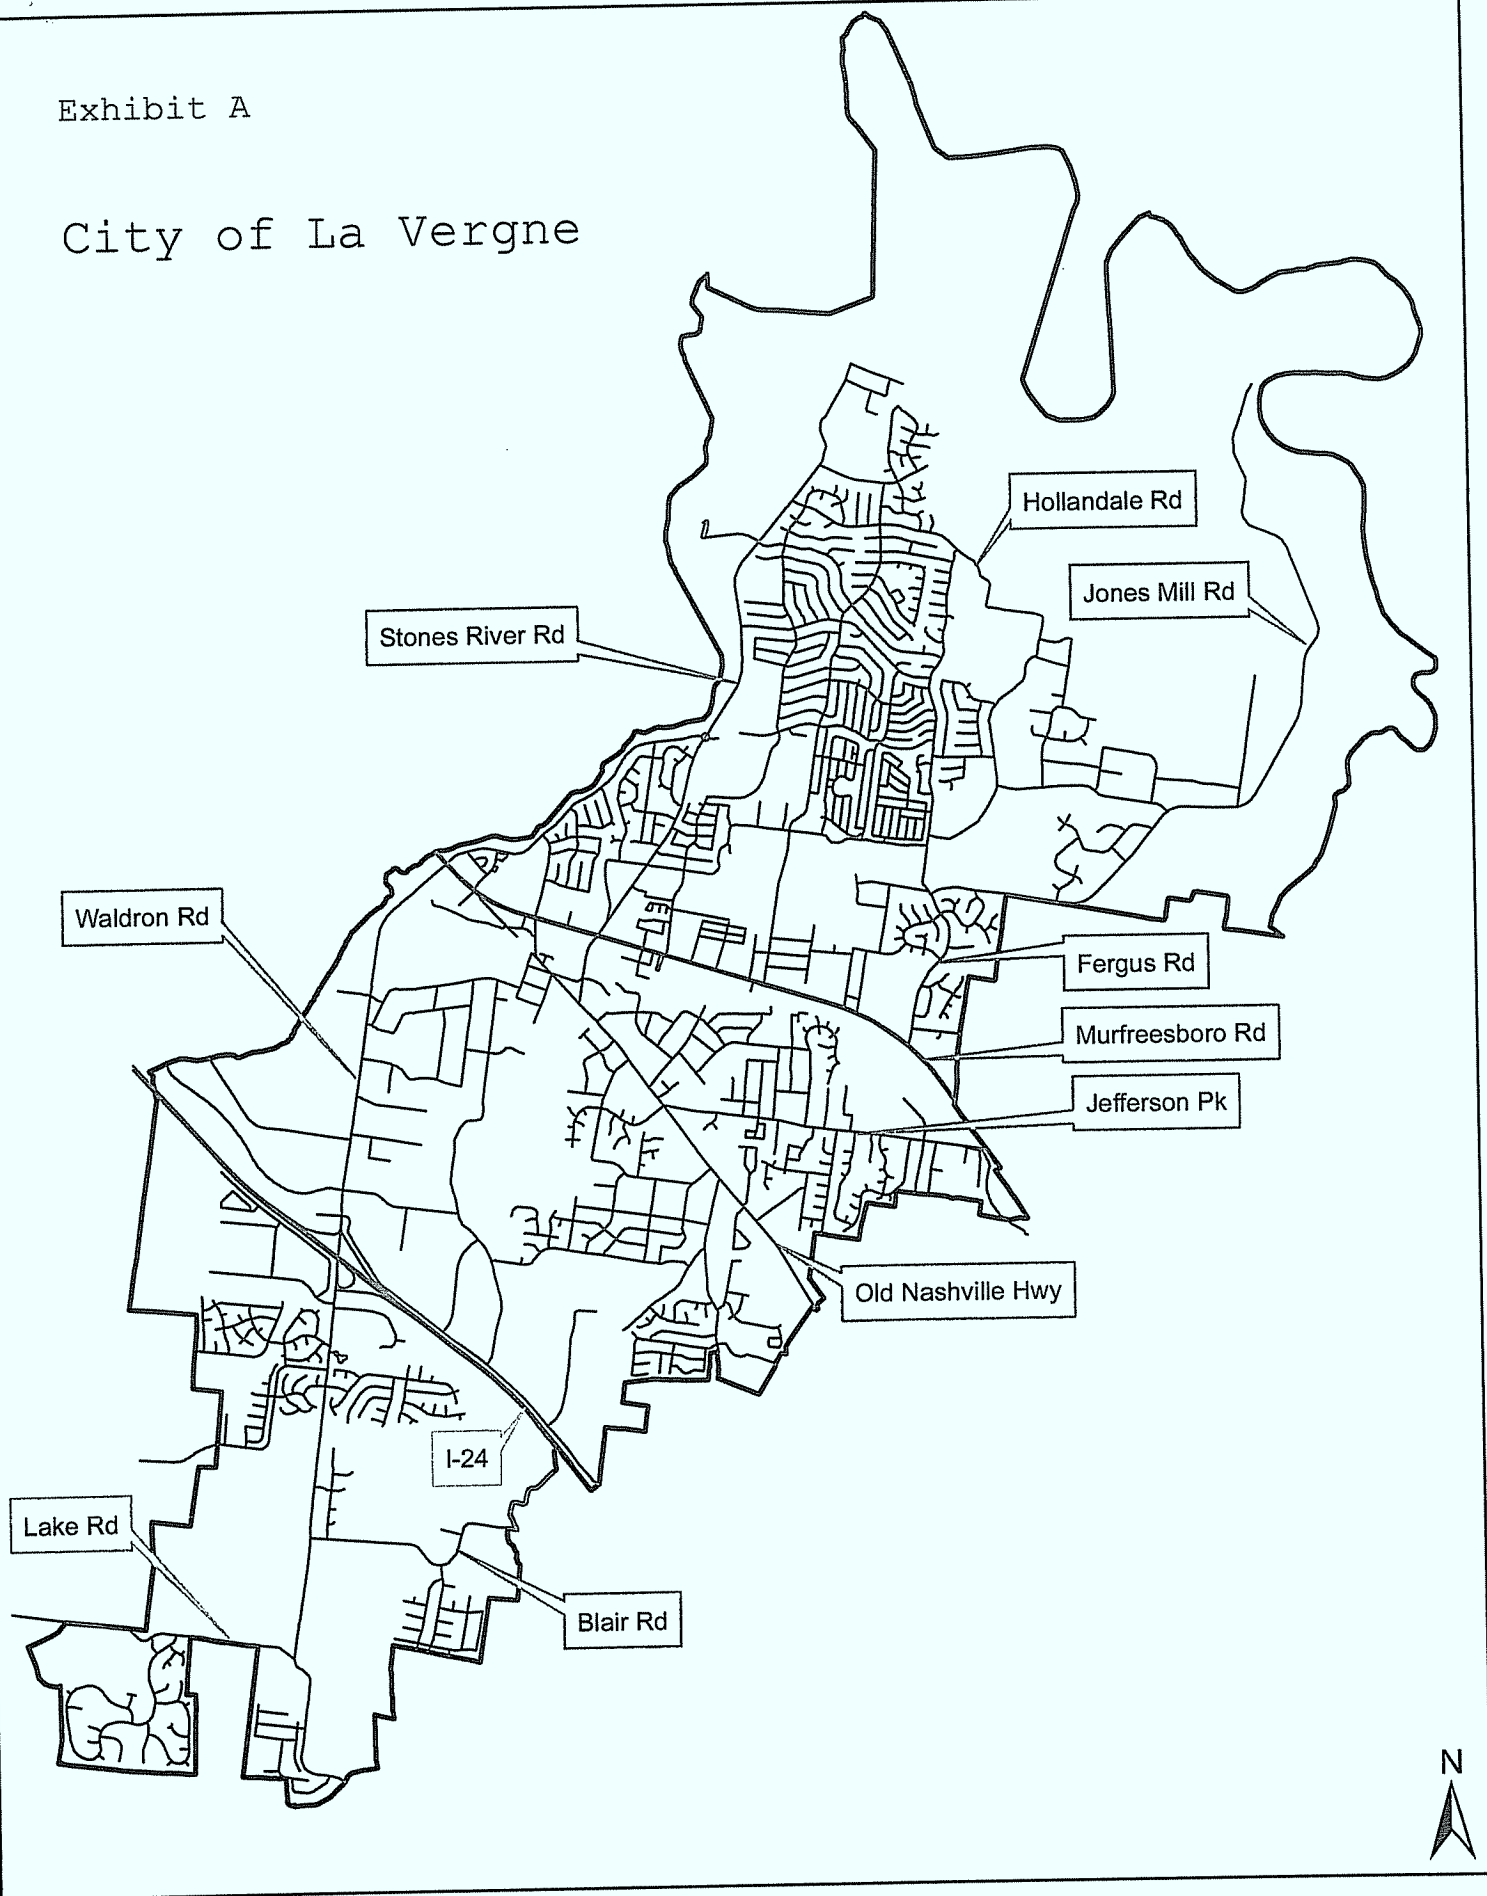 Exhibit A
City of La Vergne
Hollandale Rd
Jones Mill Rd
Stones River Rd
Waldron Rd
Fergus Rd
Murfreesboro Rd
Jefferson Pk
Old Nashville Hwy
I-24
Lake Rd
Blair Rd
N